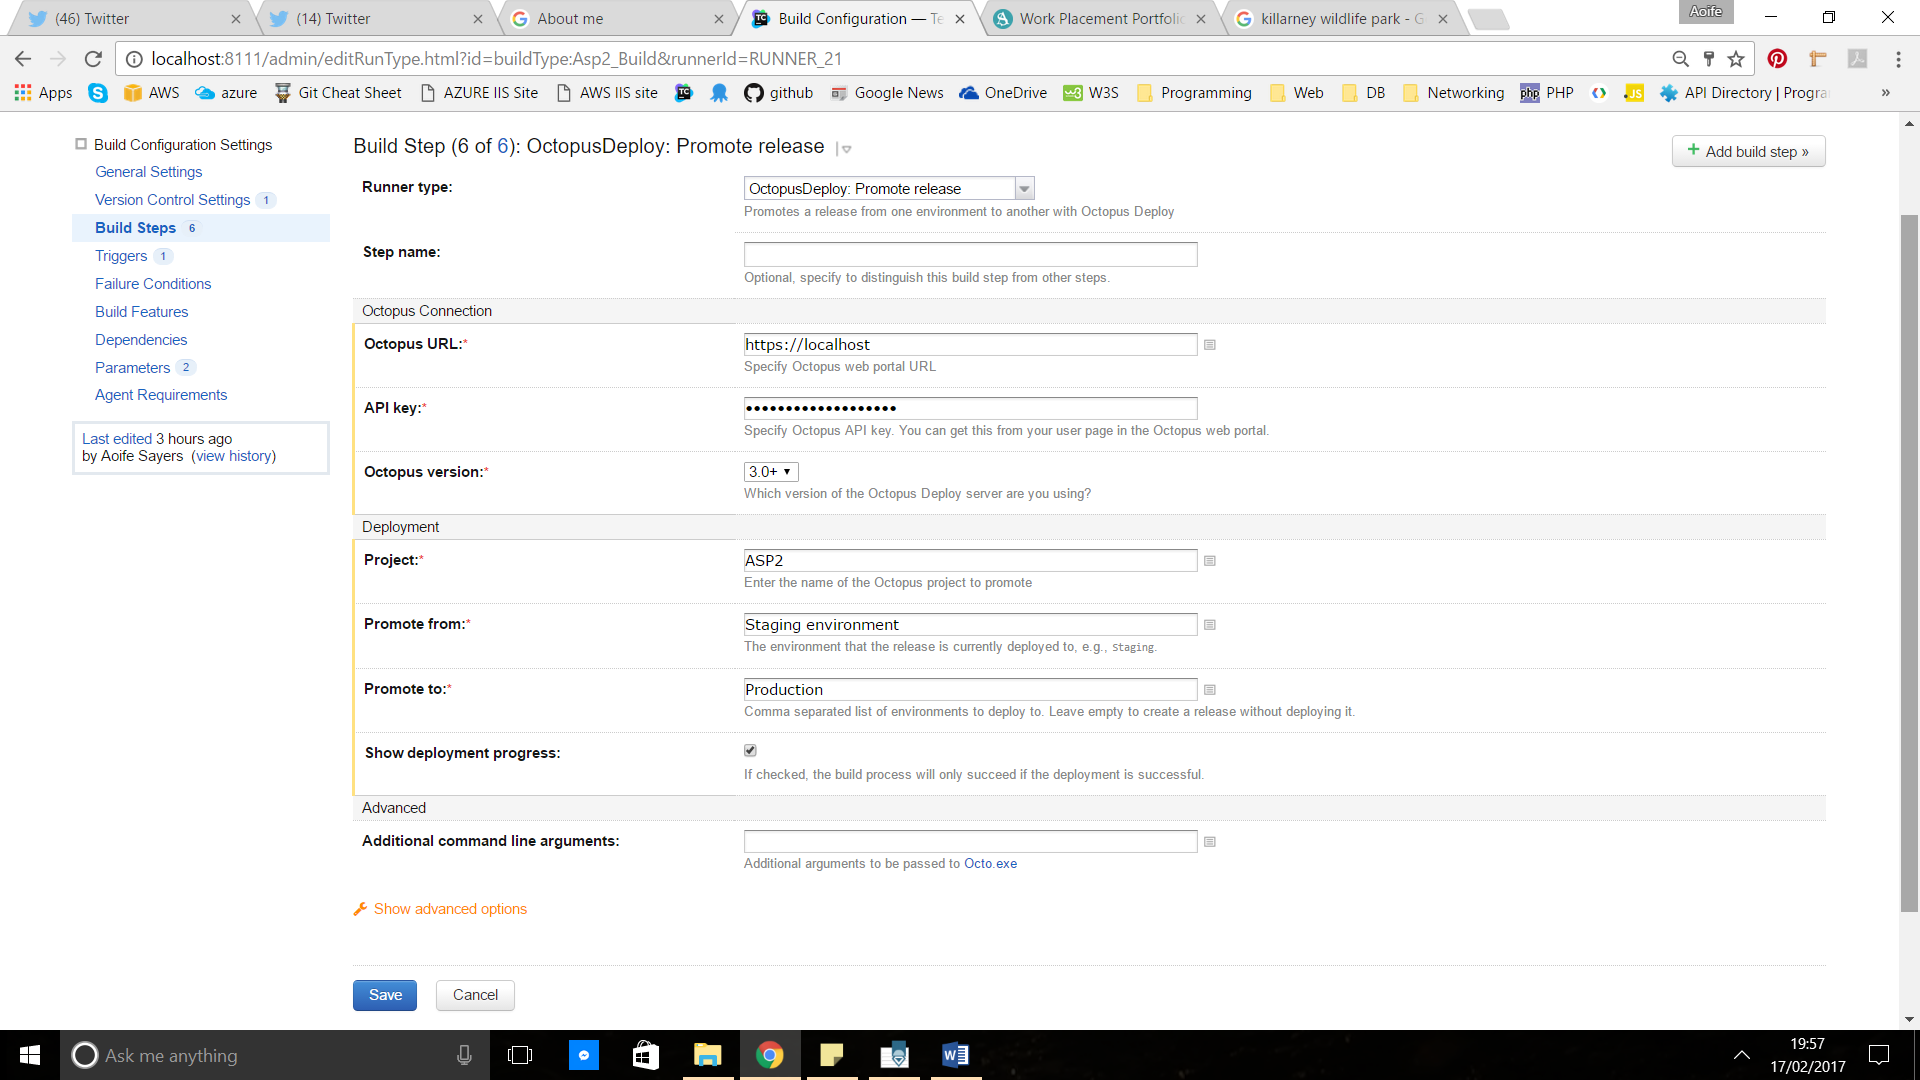 (46) Twitter
(14) Twitter
About me
Build Configuration — Te
Work Placement Portfolio
killarney wildlife park - G
Aoife
localhost:8111/admin/editRunType.html?id=buildType:Asp2_Build&runnerId=RUNNER_21
Apps
AWS
azure
Git Cheat Sheet
AZURE IIS Site
AWS IIS site
github
Google News
OneDrive
W3S
Programming
Web
DB
Networking
PHP
API Directory | Progra
»
Build Configuration Settings
General Settings
Version Control Settings 1
Build Steps 6
Triggers 1
Failure Conditions
Build Features
Dependencies
Parameters 2
Agent Requirements
Last edited 3 hours ago
by Aoife Sayers (view history)
Build Step (6 of 6): OctopusDeploy: Promote release
+ Add build step »
Runner type:
OctopusDeploy: Promote release
Promotes a release from one environment to another with Octopus Deploy
Step name:
Optional, specify to distinguish this build step from other steps.
Octopus Connection
Octopus URL:*
https://localhost
Specify Octopus web portal URL
API key:*
•••••••••••••••••••
Specify Octopus API key. You can get this from your user page in the Octopus web portal.
Octopus version:*
3.0+
Which version of the Octopus Deploy server are you using?
Deployment
Project:*
ASP2
Enter the name of the Octopus project to promote
Promote from:*
Staging environment
The environment that the release is currently deployed to, e.g., Staging.
Promote to:*
Production
Comma separated list of environments to deploy to. Leave empty to create a release without deploying it.
Show deployment progress:
If checked, the build process will only succeed if the deployment is successful.
Advanced
Additional command line arguments:
Additional arguments to be passed to Octo.exe
Show advanced options
Save
Cancel
Ask me anything
19:57
17/02/2017